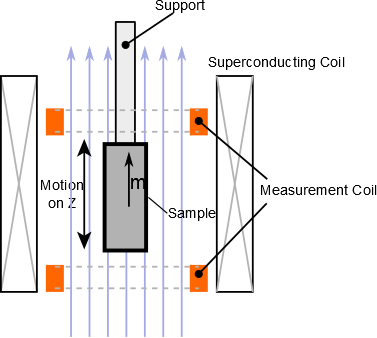 Support
Superconducting Coil
m
Motion
on Z
Sample
Measurement Coil